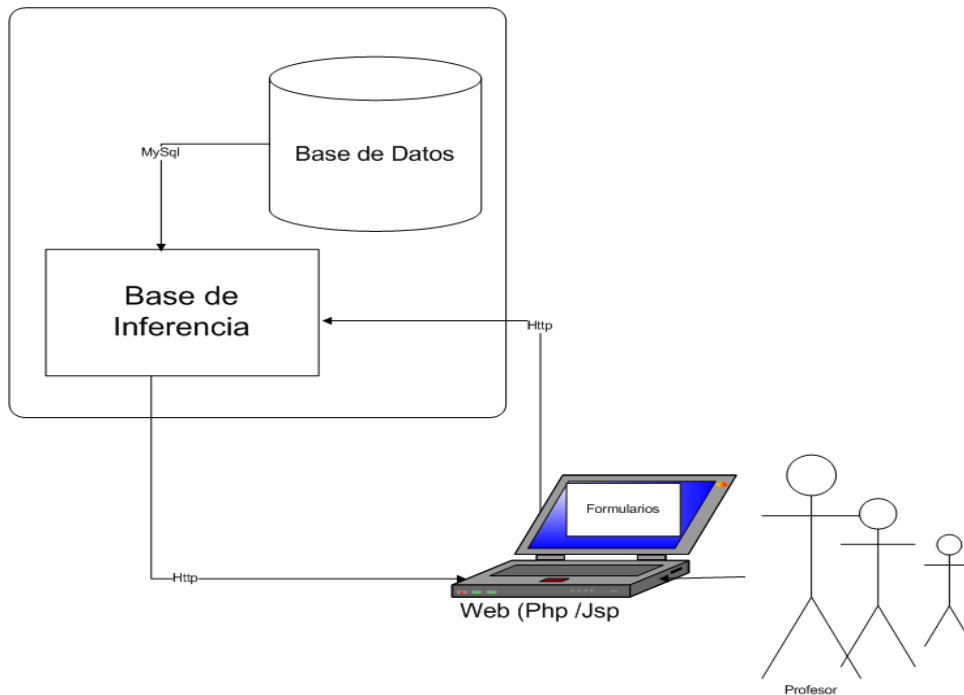 Base de Datos
MySql
Base de
Inferencia
Http
Formularios
Http
Web (Php /Jsp
Profesor